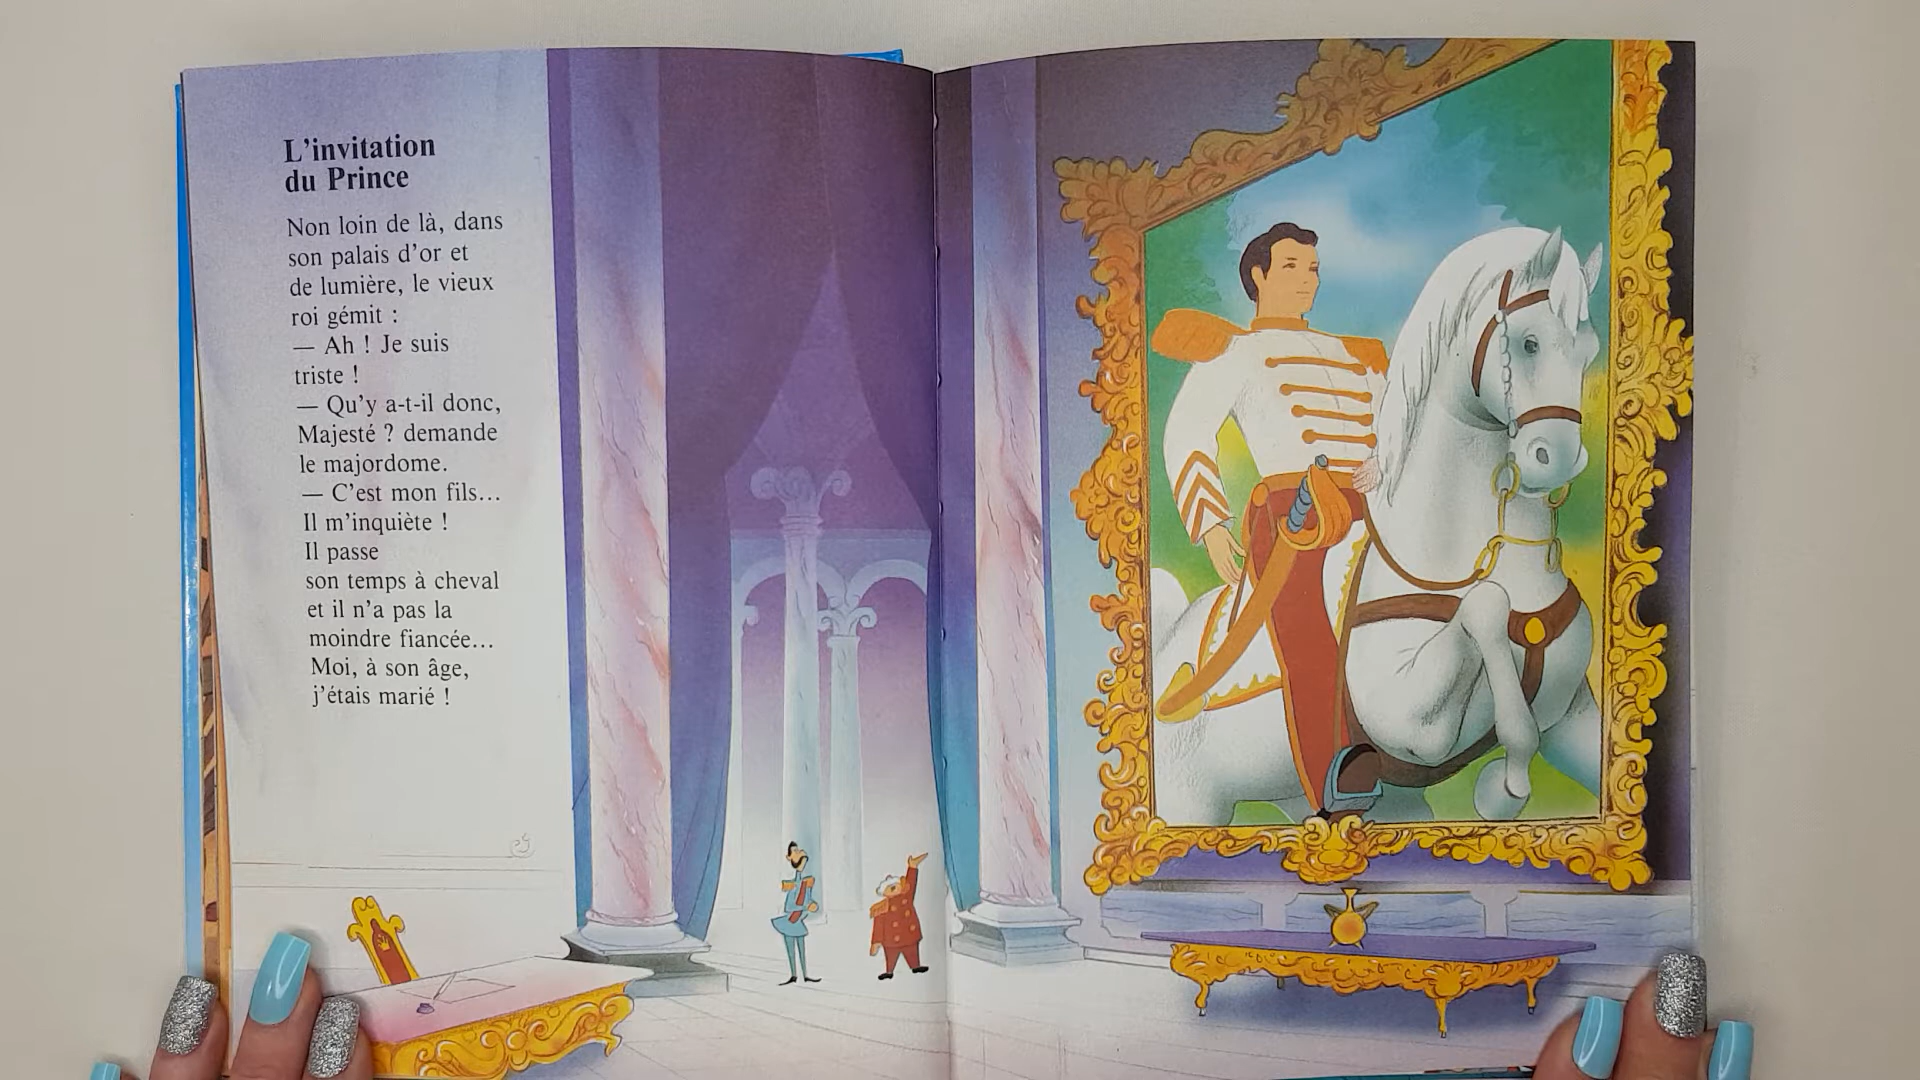 L'invitation
du Prince
Non loin de là, dans
son palais d'or et
de lumière, le vieux
roi gémit :
— Ah ! Je suis
triste !
— Qu'y a-t-il donc,
Majesté ? demande
le majordome.
— C'est mon fils...
Il m'inquiète !
Il passe
son temps à cheval
et il n'a pas la
moindre fiancée...
Moi, à son âge,
j'étais marié !